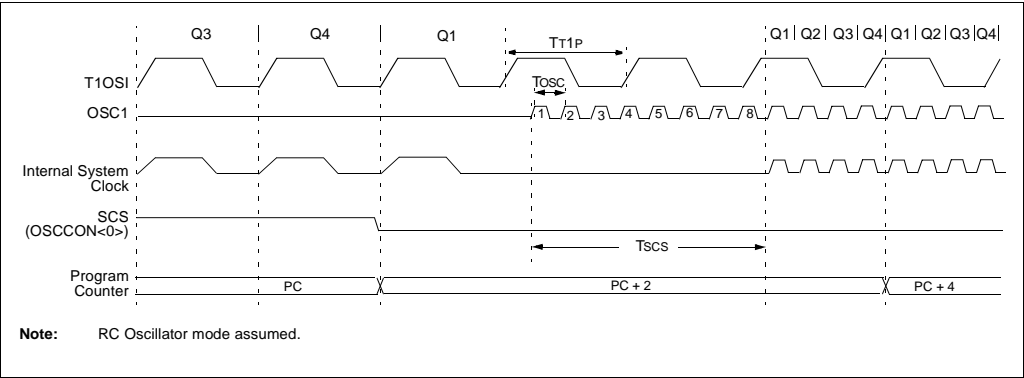 Q3 Q4 Q1 Q1 Q2 Q3 Q4 Q1 Q2 Q3 Q4
TT1P
T1OSI
TOSC
OSC1
1 2 3 4 5 6 7 8
Internal System
Clock
SCS
(OSCCON<0>)
TSCS
Program
Counter
PC PC + 2 PC + 4
Note: RC Oscillator mode assumed.